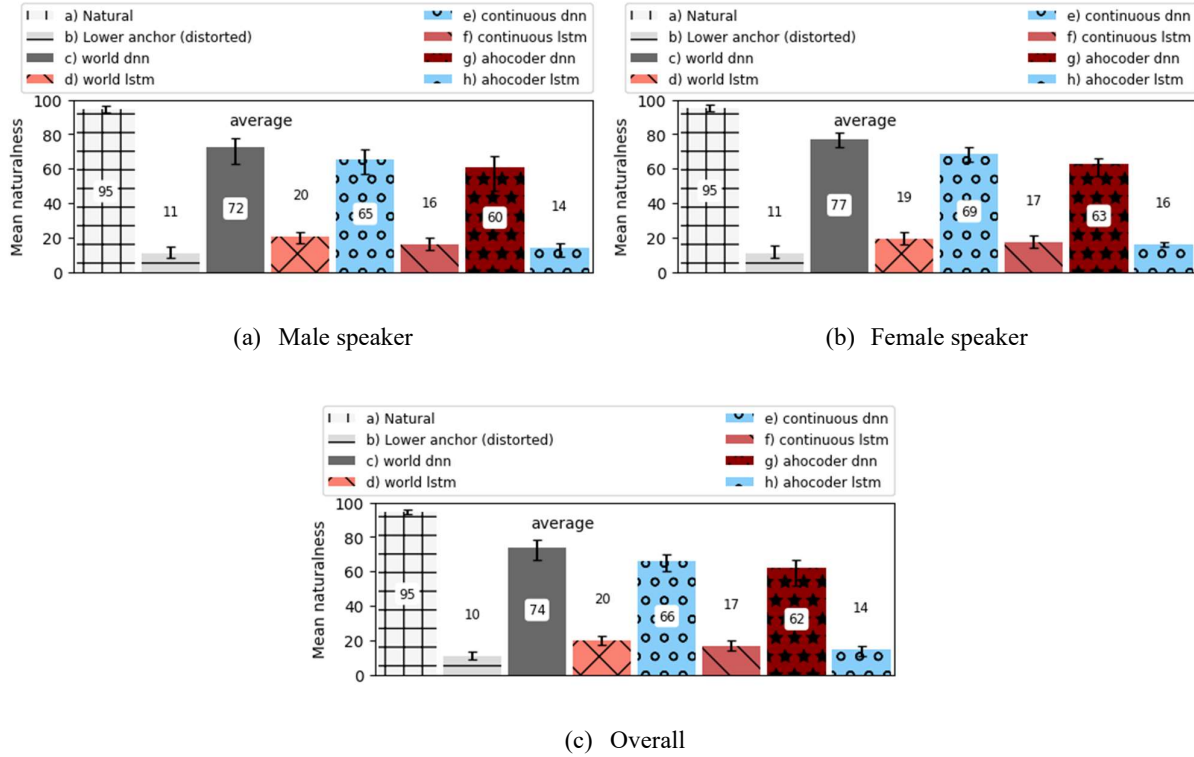 a) Natural
b) Lower anchor (distorted)
c) world dnn
d) world lstm
e) continuous dnn
f) continuous lstm
g) ahocoder dnn
h) ahocoder lstm
average
Mean naturalness
100
80
60
40
20
0
95
11
72
20
65
16
60
14
(a) Male speaker
a) Natural
b) Lower anchor (distorted)
c) world dnn
d) world lstm
e) continuous dnn
f) continuous lstm
g) ahocoder dnn
h) ahocoder lstm
average
Mean naturalness
100
80
60
40
20
0
95
11
77
19
69
17
63
16
(b) Female speaker
a) Natural
b) Lower anchor (distorted)
c) world dnn
d) world lstm
e) continuous dnn
f) continuous lstm
g) ahocoder dnn
h) ahocoder lstm
average
Mean naturalness
100
80
60
40
20
0
95
10
74
20
66
17
62
14
(c) Overall